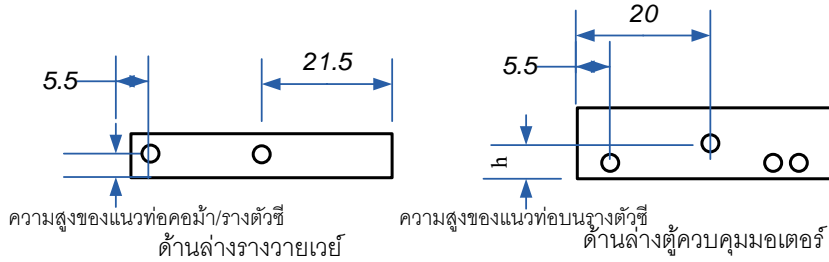 5.5
21.5
20
5.5
h
ความสูงของแนวท่อคอม้า/รางตัวซี
ด้านล่างรางวายเวย์
ความสูงของแนวท่อบนรางตัวซี
ด้านล่างตู้ควบคุมมอเตอร์